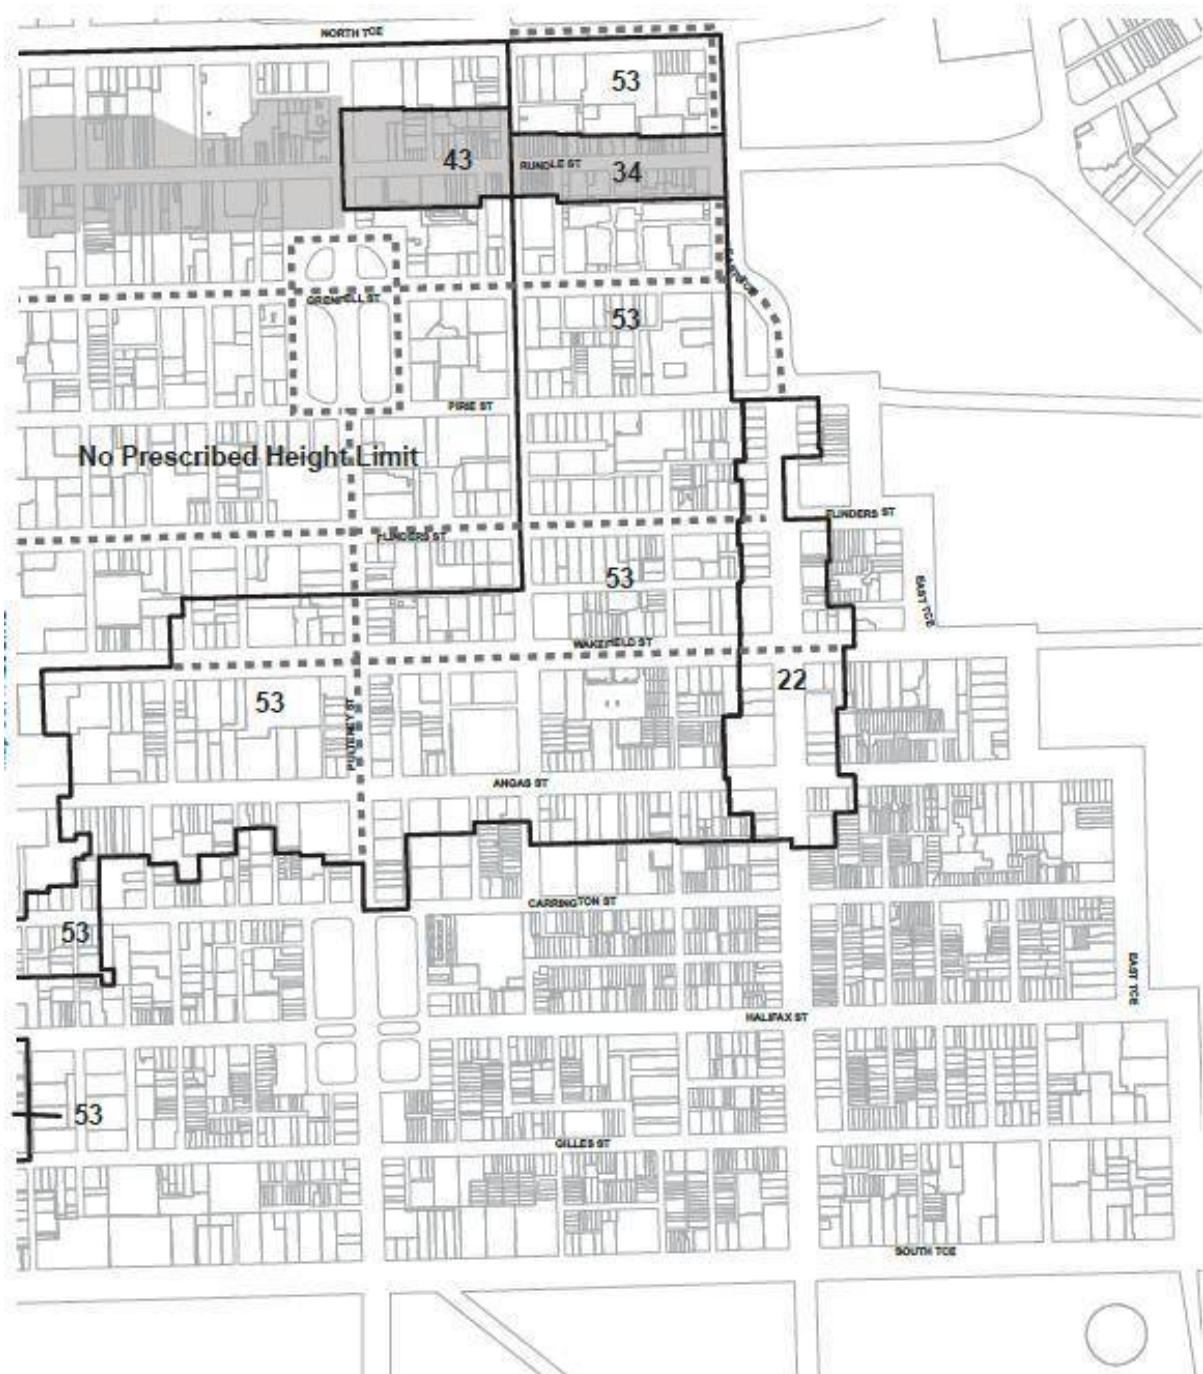 NORTH TCE
53
43
RUNDLE ST
34
GRENFELL ST
53
PIRIE ST
No Prescribed Height Limit
FLINDERS ST
FLINDERS ST
53
EAST TCE
WAKEFIELD ST
22
53
PULTENEY ST
ANGAS ST
CARRINGTON ST
53
EAST TCE
HALIFAX ST
53
GILLES ST
SOUTH TCE